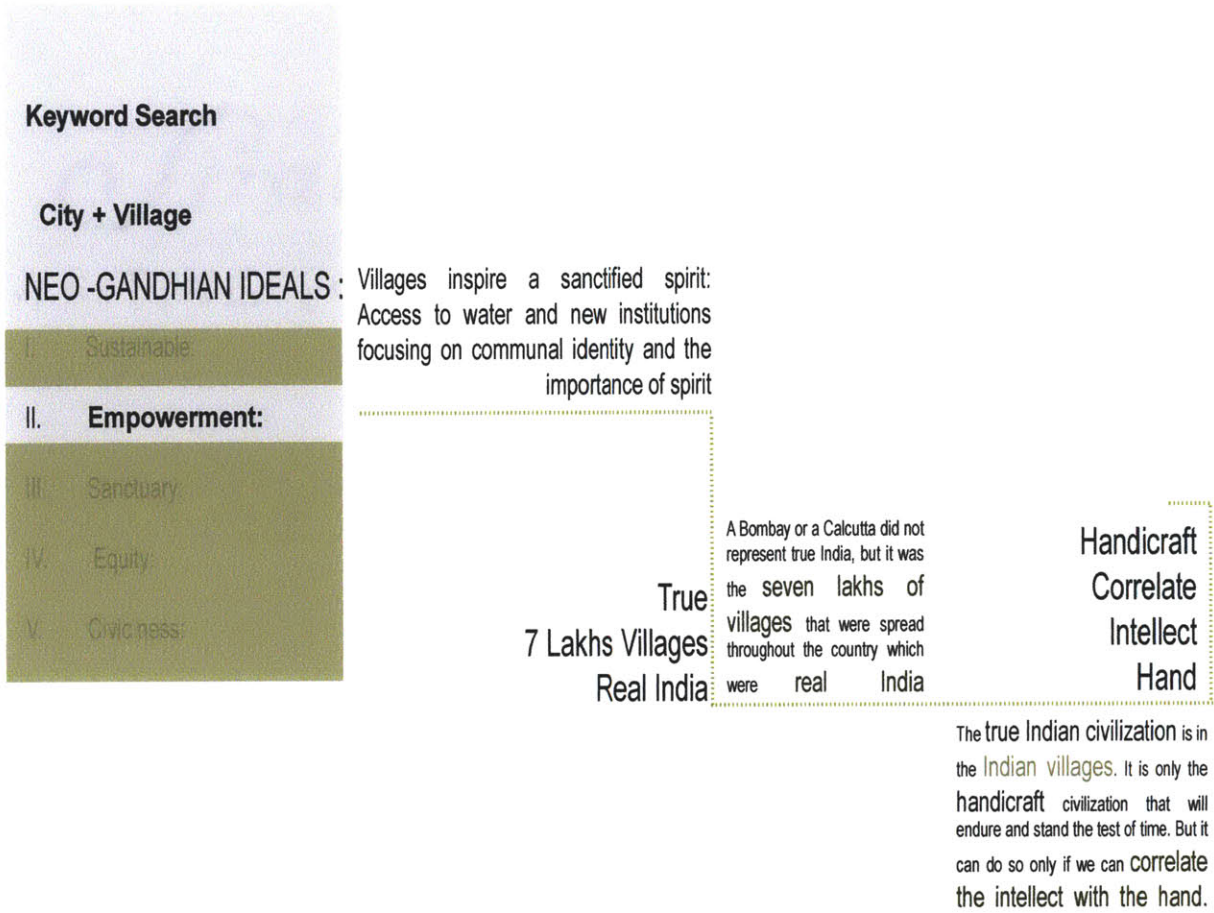 Keyword Search
City + Village
NEO -GANDHIAN IDEALS :
I. Sustainable:
II. Empowerment:
III. Sanctuary:
IV. Equity:
V. Civic ness:
Villages inspire a sanctified spirit:
Access to water and new institutions
focusing on communal identity and the
importance of spirit
True
7 Lakhs Villages
Real India
A Bombay or a Calcutta did not
represent true India, but it was
the seven lakhs of
villages that were spread
throughout the country which
were real India
Handicraft
Correlate
Intellect
Hand
The true Indian civilization is in
the Indian villages. It is only the
handicraft civilization that will
endure and stand the test of time. But it
can do so only if we can correlate
the intellect with the hand.